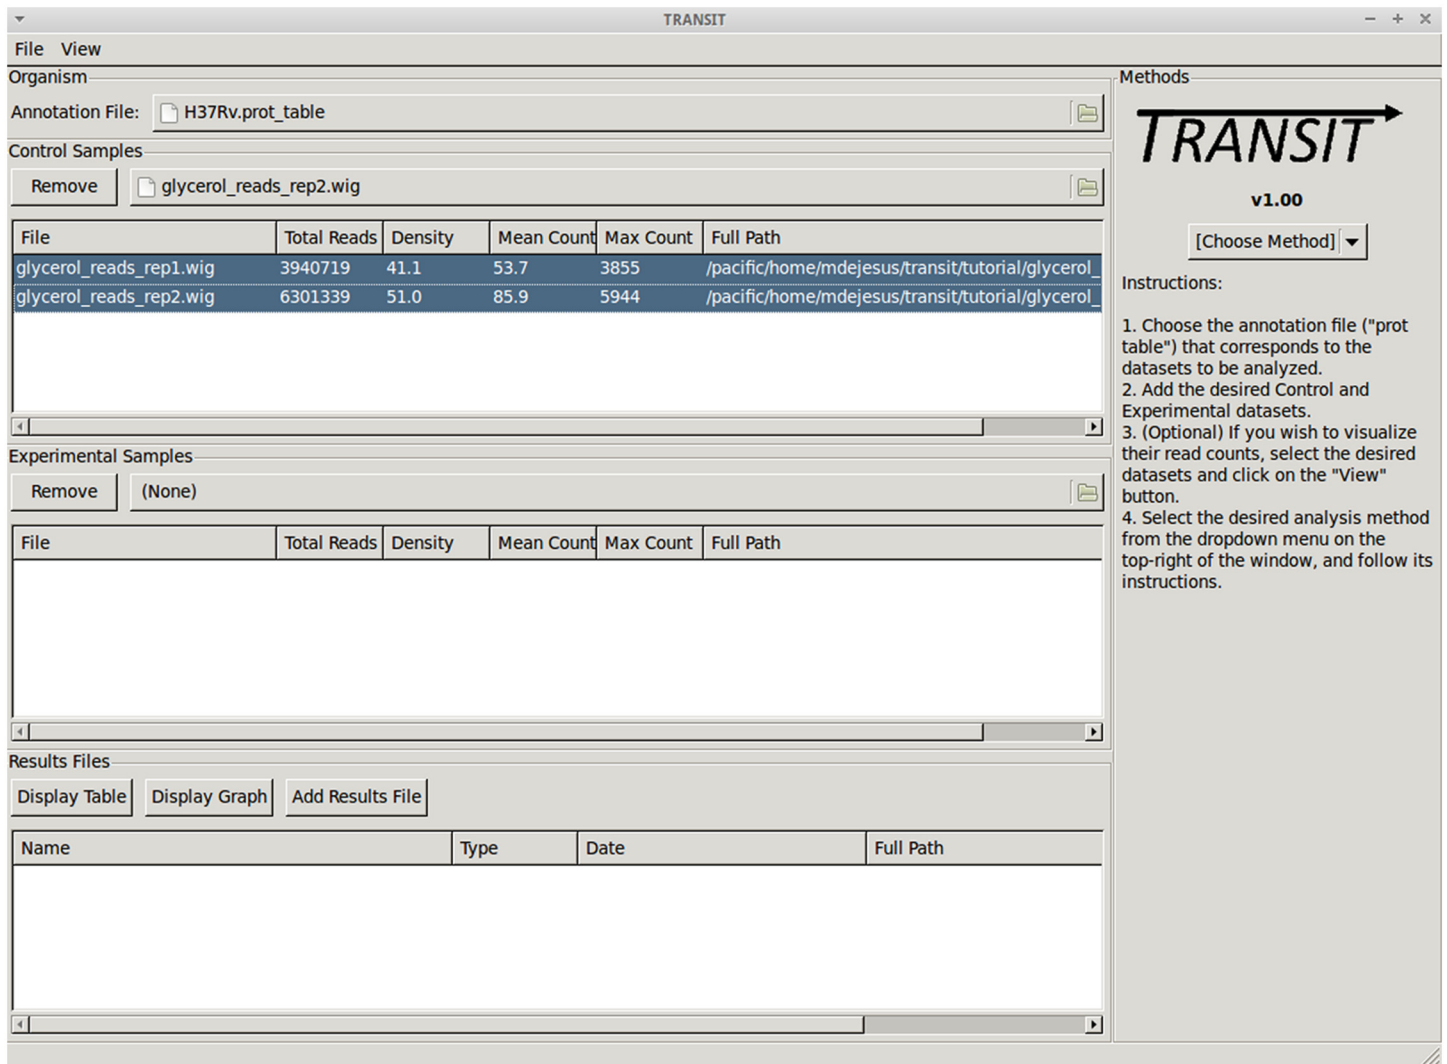 TRANSIT
File View
Organism
Annotation File: H37Rv.prot_table
Control Samples
Remove glycerol_reads_rep2.wig
File Total Reads Density Mean Count Max Count Full Path
glycerol_reads_rep1.wig 3940719 41.1 53.7 3855 /pacific/home/mdejesus/transit/tutorial/glycerol_
glycerol_reads_rep2.wig 6301339 51.0 85.9 5944 /pacific/home/mdejesus/transit/tutorial/glycerol_
Experimental Samples
Remove (None)
File Total Reads Density Mean Count Max Count Full Path
Results Files
Display Table Display Graph Add Results File
Name Type Date Full Path
Methods
TRANSIT
v1.00
[Choose Method]
Instructions:
1. Choose the annotation file ("prot
table") that corresponds to the
datasets to be analyzed.
2. Add the desired Control and
Experimental datasets.
3. (Optional) If you wish to visualize
their read counts, select the desired
datasets and click on the "View"
button.
4. Select the desired analysis method
from the dropdown menu on the
top-right of the window, and follow its
instructions.